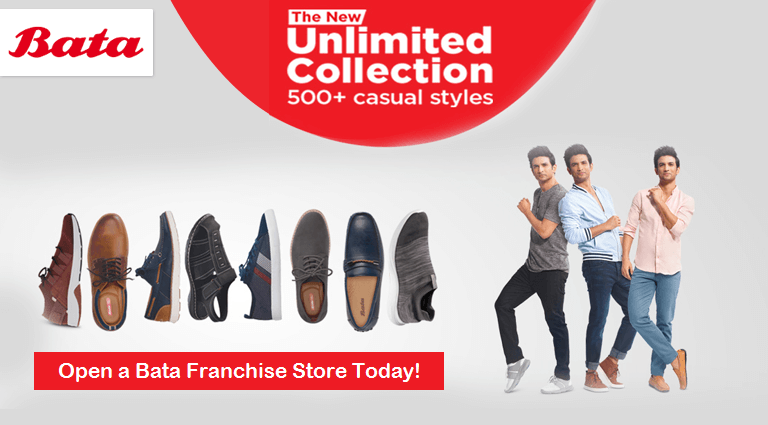 Bata
The New
Unlimited
Collection
500+ casual styles
Open a Bata Franchise Store Today!